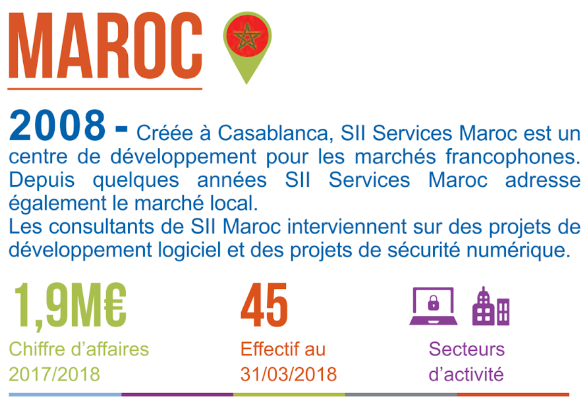 MAROC
2008 - Créée à Casablanca, SII Services Maroc est un
centre de développement pour les marchés francophones.
Depuis quelques années SII Services Maroc adresse
également le marché local.
Les consultants de SII Maroc interviennent sur des projets de
développement logiciel et des projets de sécurité numérique.
1,9M€
Chiffre d’affaires
2017/2018
45
Effectif au
31/03/2018
Secteurs
d’activité